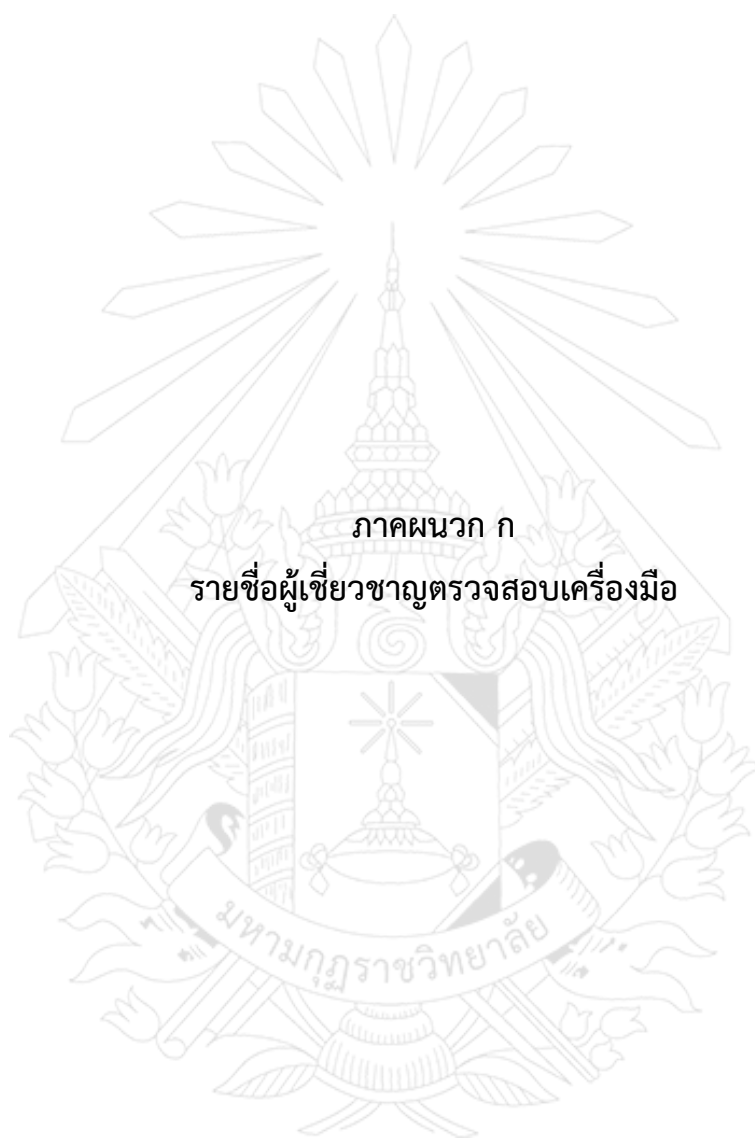 ภาคผนวก ก
รายชื่อผู้เชี่ยวชาญตรวจสอบเครื่องมือ
มหามกุฏราชวิทยาลัย